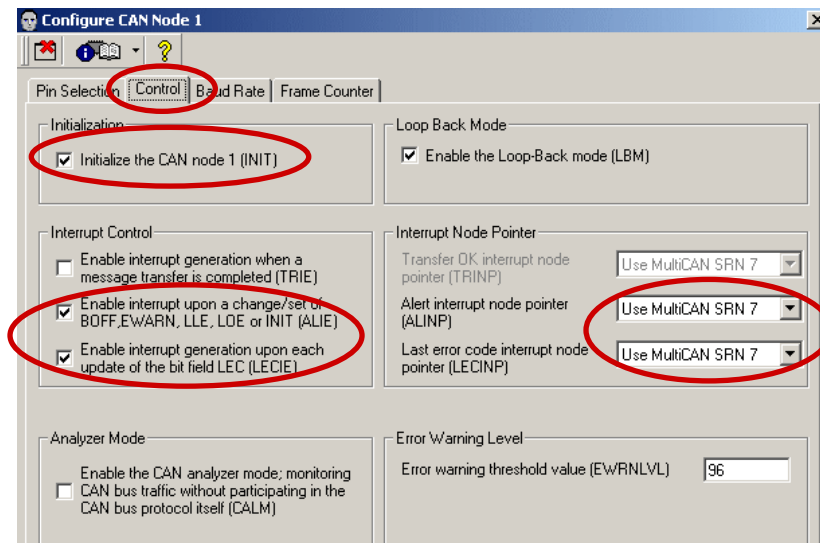 Configure CAN Node 1
Pin Selection Control Baud Rate Frame Counter
Initialization
Initialize the CAN node 1 (INIT)
Loop Back Mode
Enable the Loop-Back mode (LBM)
Interrupt Control
Enable interrupt generation when a
message transfer is completed (TRIE)
Enable interrupt upon a change/set of
BOFF,EWARN, LLE, LOE or INIT (ALIE)
Enable interrupt generation upon each
update of the bit field LEC (LECIE)
Interrupt Node Pointer
Transfer OK interrupt node
pointer (TRINP)
Use MultiCAN SRN 7
Alert interrupt node pointer
(ALINP)
Use MultiCAN SRN 7
Last error code interrupt node
pointer (LECINP)
Use MultiCAN SRN 7
Analyzer Mode
Enable the CAN analyzer mode; monitoring
CAN bus traffic without participating in the
CAN bus protocol itself (CALM)
Error Warning Level
Error warning threshold value (EWRNLVL)
96